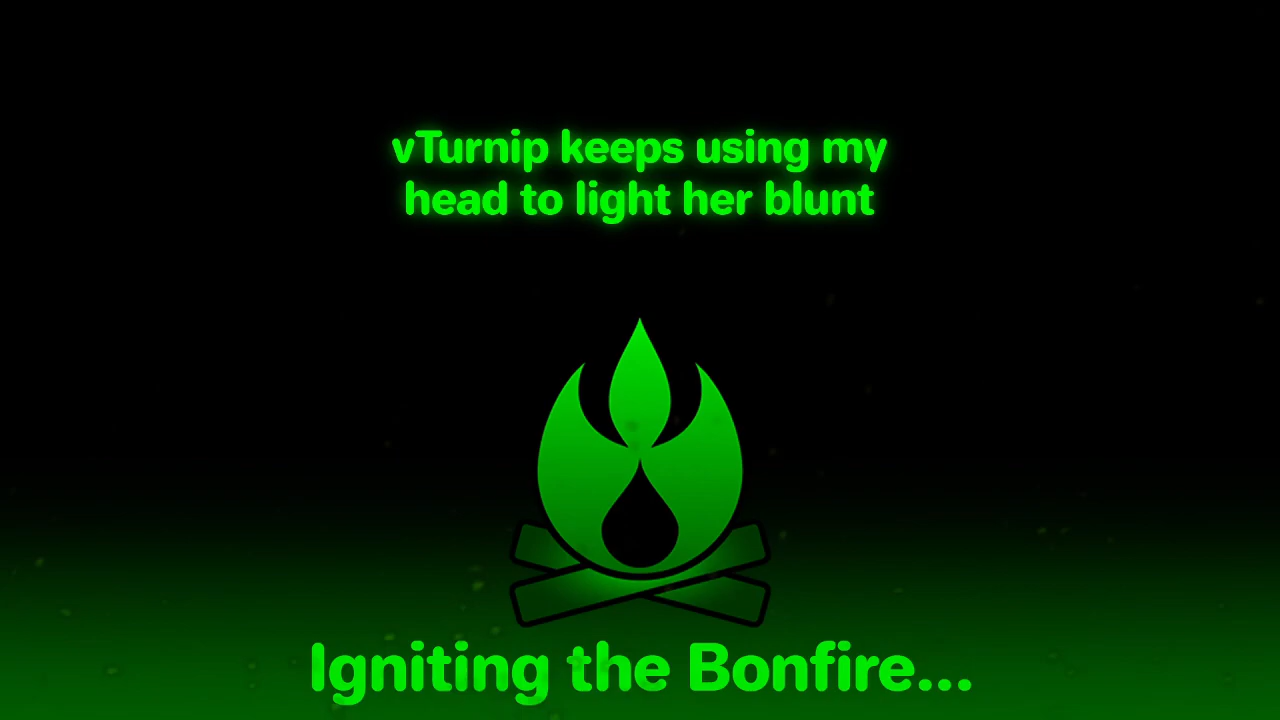 vTurnip keeps using my
head to light her blunt
Igniting the Bonfire...